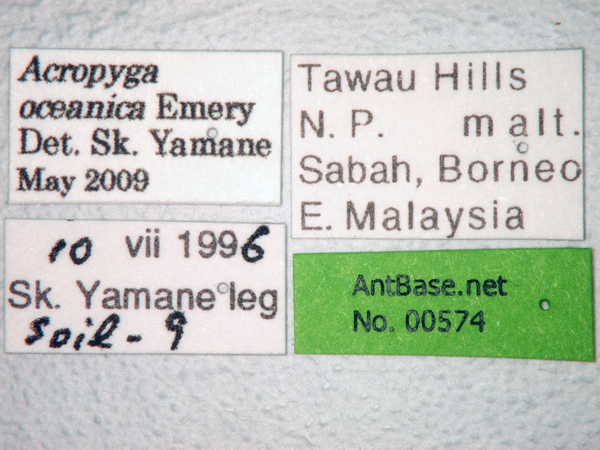 Acropyga
oceanica Emery
Det. Sk. Yamane
May 2009
Tawau Hills
N. P. malt.
Sabah, Borneo
E. Malaysia
10 vii 1996
Sk. Yamane leg
soil - 9
AntBase.net
No. 00574